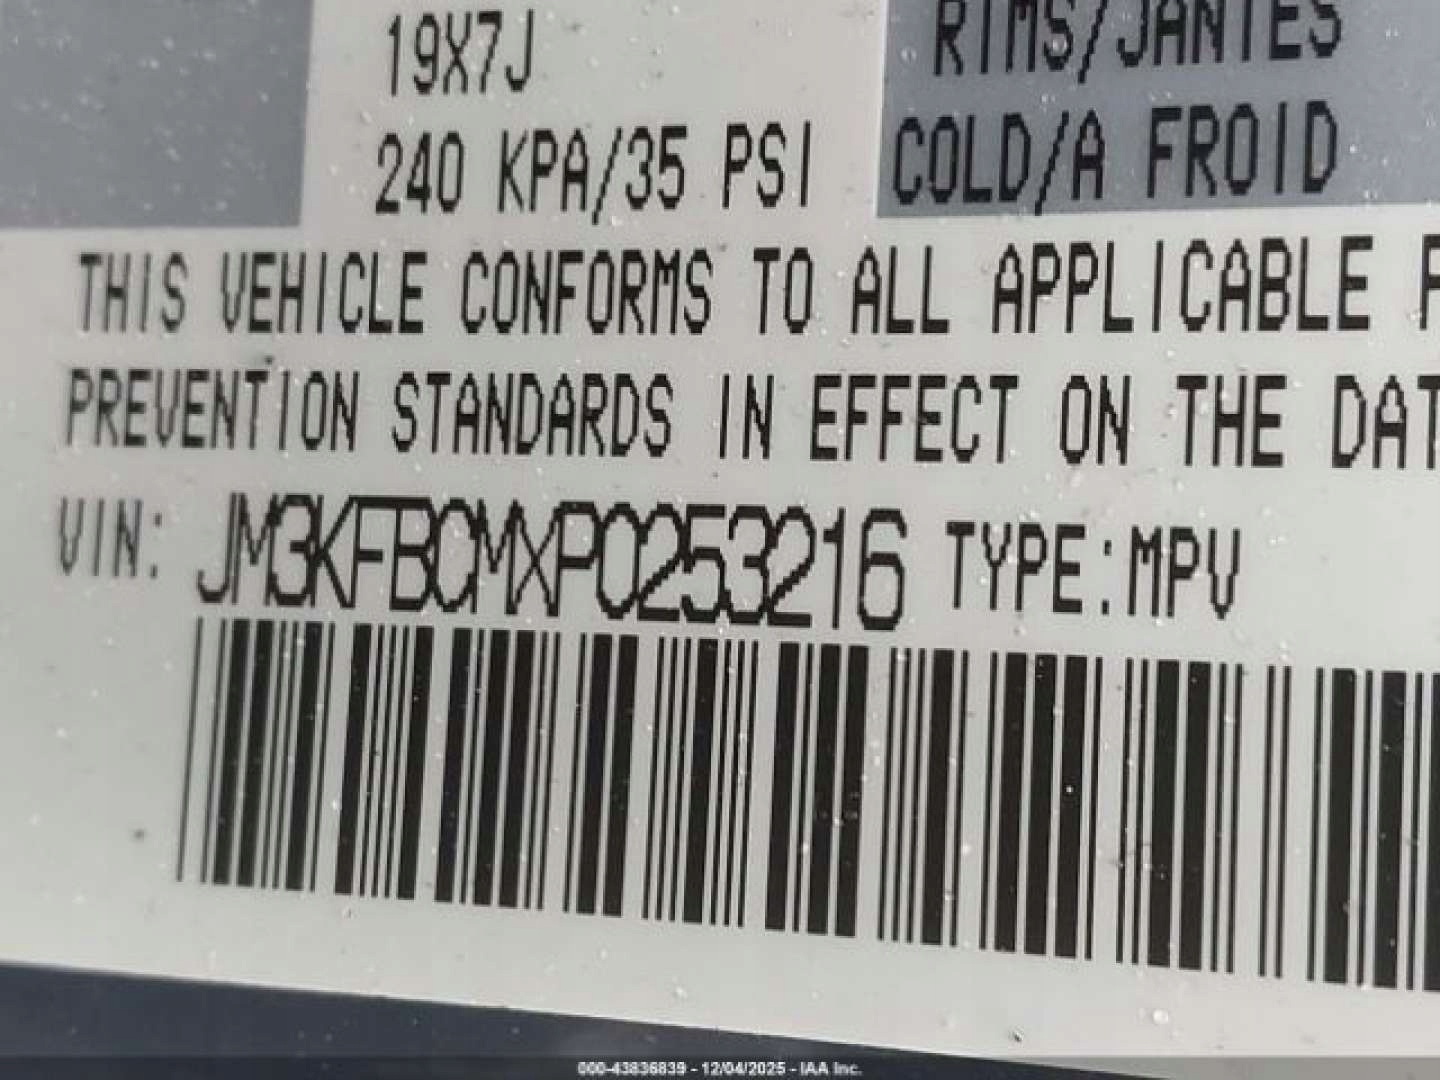 19X7J
RIMS/JANTES
240 KPA/35 PSI
COLD/A FROID
THIS VEHICLE CONFORMS TO ALL APPLICABLE
PREVENTION STANDARDS IN EFFECT ON THE DAT
VIN: JM3KFBCMXP0253216 TYPE:MPV
000-43836839 - 12/04/2025 - IAA Inc.